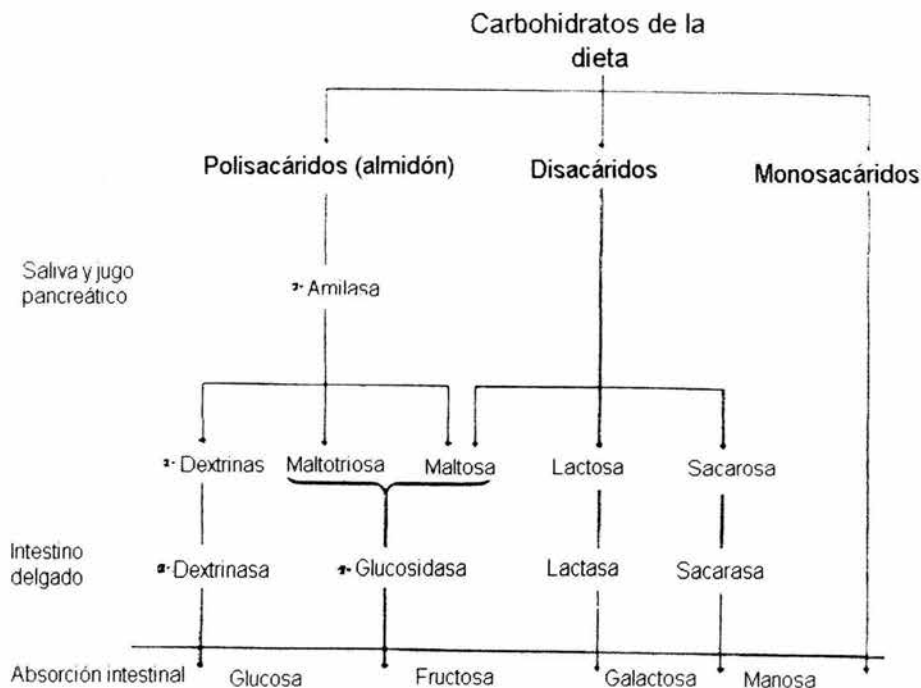 Carbohidratos de la
dieta
Polisacáridos (almidón)
Disacáridos
Monosacáridos
Saliva y jugo
pancreático
Amilasa
Dextrinas
Maltotriosa
Maltosa
Lactosa
Sacarosa
Intestino
delgado
Dextrinasa
Glucosidasa
Lactasa
Sacarasa
Absorción intestinal
Glucosa
Fructosa
Galactosa
Manosa